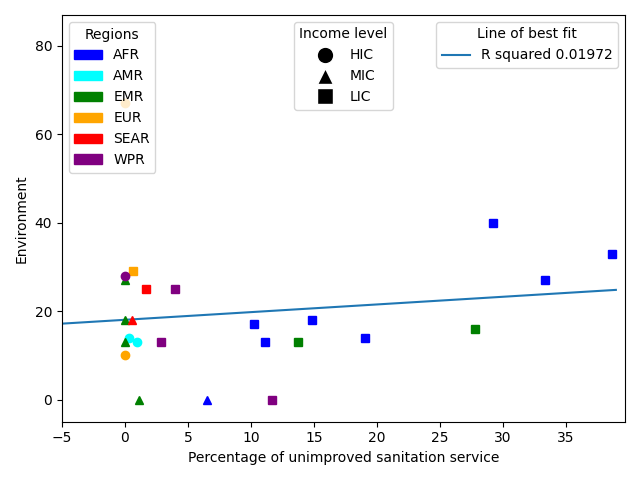 Regions
AFR
AMR
EMR
EUR
SEAR
WPR
Income level
HIC
MIC
LIC
Line of best fit
R squared 0.01972
Environment
80
60
40
20
0
−5
0
5
10
15
20
25
30
35
Percentage of unimproved sanitation service